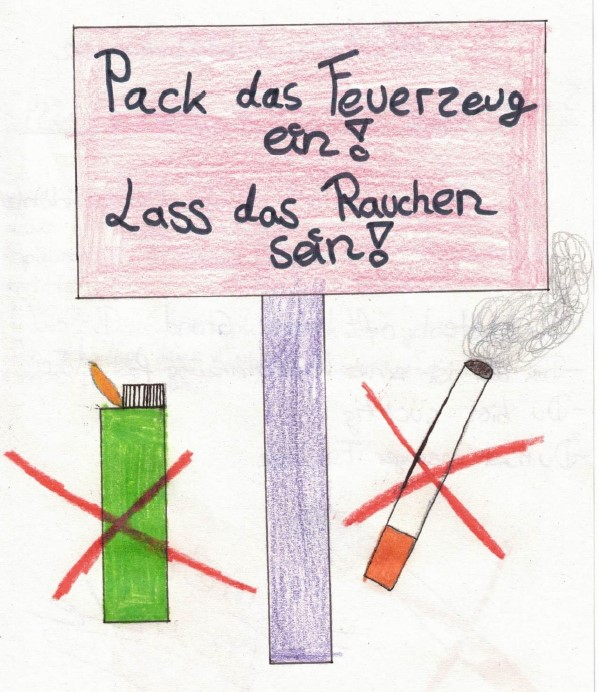 Pack das Feuerzeug
ein!
Lass das Rauchen
sein!